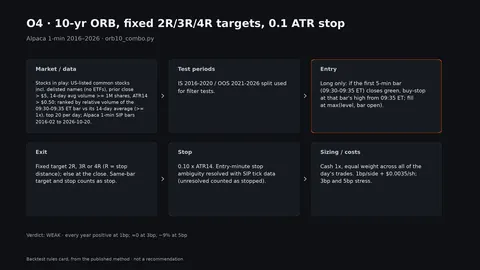 O4 · 10-yr ORB, fixed 2R/3R/4R targets, 0.1 ATR stop
Alpaca 1-min 2016-2026 · orb10_combo.py
Market / data
Stocks in play: US-listed common stocks
incl. delisted names (no ETFs), prior close
> $5, 14-day avg volume >= 1M shares, ATR14
> $0.50; ranked by relative volume of the
09:30-09:35 ET bar vs its 14-day average (>=
1x), top 20 per day; Alpaca 1-min SIP bars
2016-02 to 2026-10-20.
Test periods
IS 2016-2020 / OOS 2021-2026 split used
for filter tests.
Entry
Long only: if the first 5-min bar
(09:30-09:35 ET) closes green, buy-stop
at that bar's high from 09:35 ET; fill
at max(level, bar open).
Exit
Fixed target 2R, 3R or 4R (R = stop
distance); else at the close. Same-bar
target and stop counts as stop.
Stop
0.10 x ATR14. Entry-minute stop
ambiguity resolved with SIP tick data
(unresolved counted as stopped).
Sizing / costs
Cash 1x, equal weight across all of the
day's trades. 1bp/side + $0.0035/sh;
3bp and 5bp stress.
Verdict: WEAK · every year positive at 1bp, ≈0 at 3bp, −9% at 5bp
Backtest rules card, from the published method · not a recommendation.